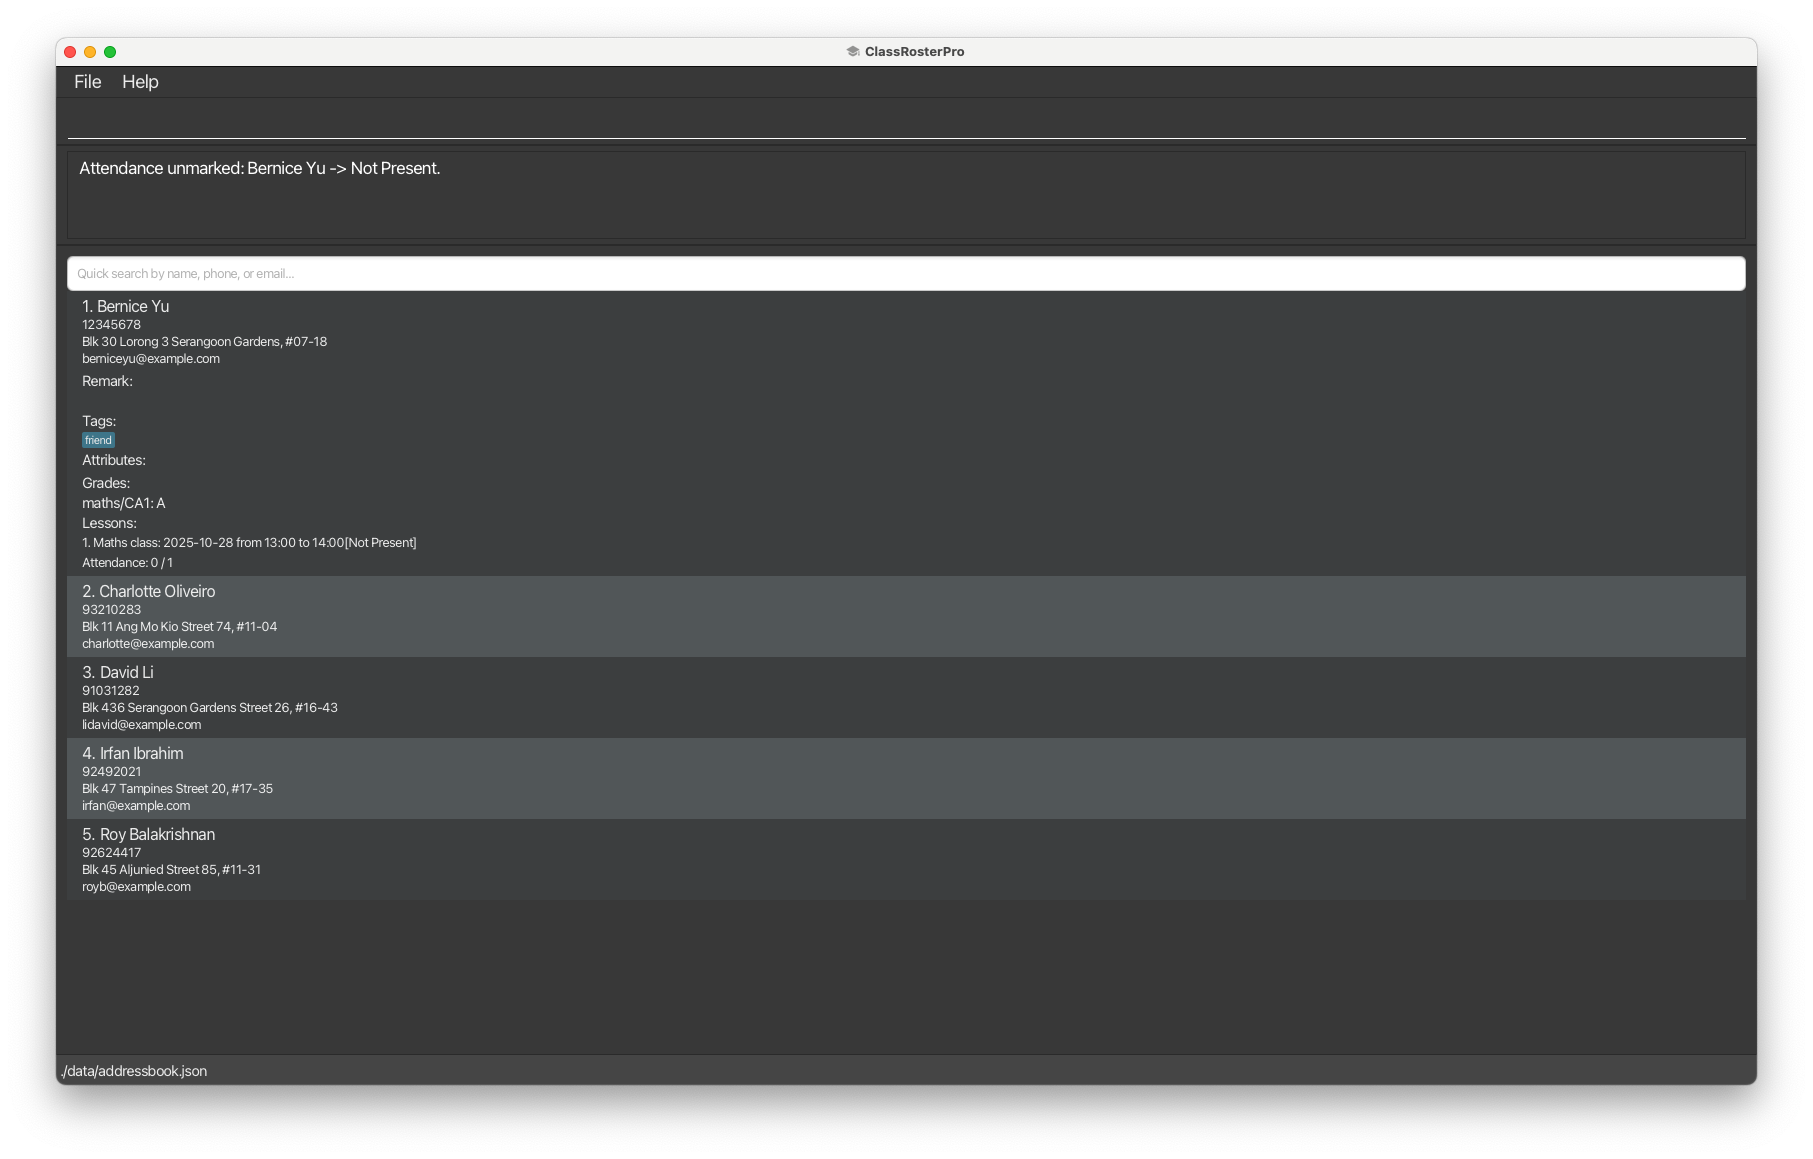 ClassRosterPro
File Help
Attendance unmarked: Bernice Yu -> Not Present.
Quick search by name, phone, or email...
1. Bernice Yu
12345678
Blk 30 Lorong 3 Serangoon Gardens, #07-18
berniceyu@example.com
Remark:
Tags:
friend
Attributes:
Grades:
maths/CA1: A
Lessons:
1. Maths class: 2025-10-28 from 13:00 to 14:00[Not Present]
Attendance: 0 / 1
2. Charlotte Oliveiro
93210283
Blk 11 Ang Mo Kio Street 74, #11-04
charlotte@example.com
3. David Li
91031282
Blk 436 Serangoon Gardens Street 26, #16-43
lidavid@example.com
4. Irfan Ibrahim
92492021
Blk 47 Tampines Street 20, #17-35
irfan@example.com
5. Roy Balakrishnan
92624417
Blk 45 Aljunied Street 85, #11-31
royb@example.com
./data/addressbook.json